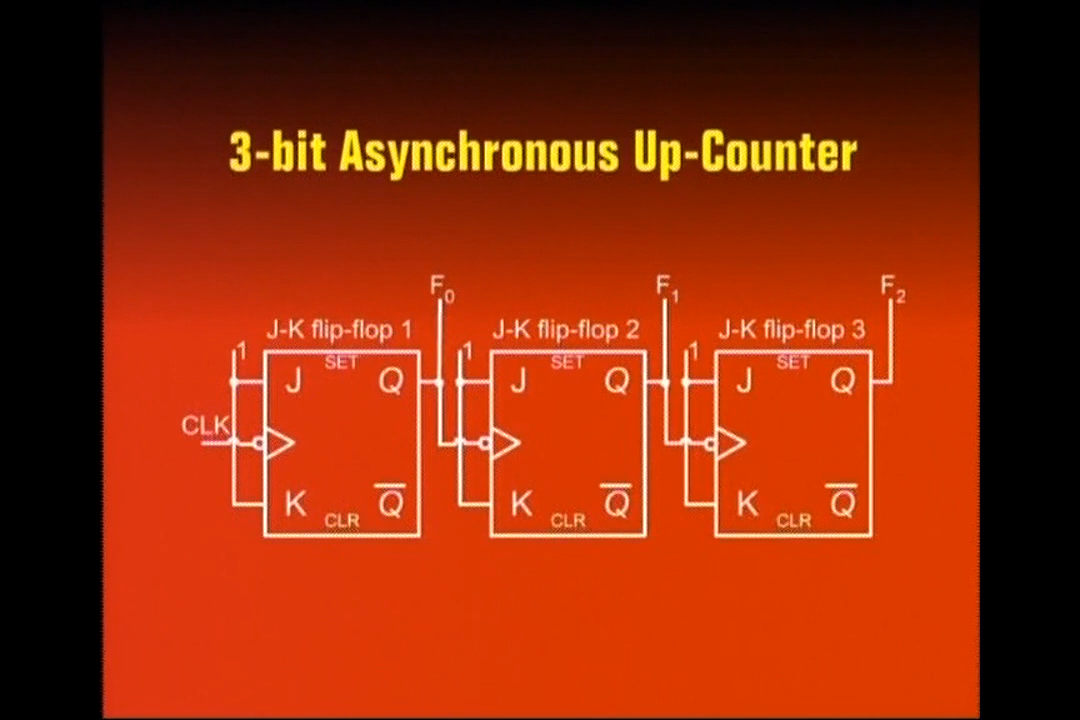 3-bit Asynchronous Up-Counter
F0 F1 F2
J-K flip-flop 1 J-K flip-flop 2 J-K flip-flop 3
1 SET 1 SET 1 SET
J Q J Q J Q
CLK
K Q̅ K Q̅ K Q̅
CLR CLR CLR